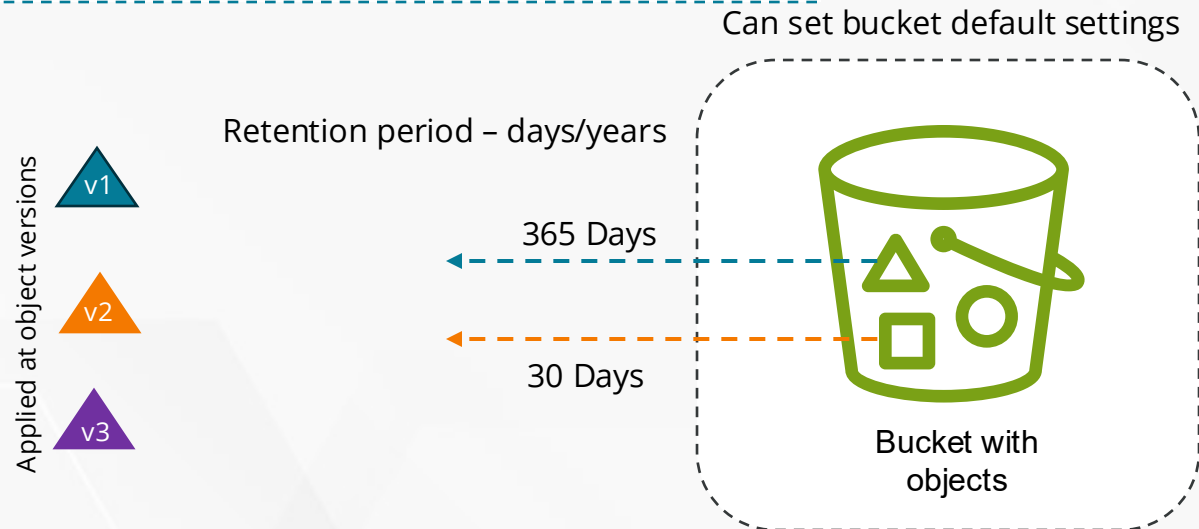 Can set bucket default settings
Retention period – days/years
Applied at object versions
v1
v2
v3
365 Days
30 Days
Bucket with
objects